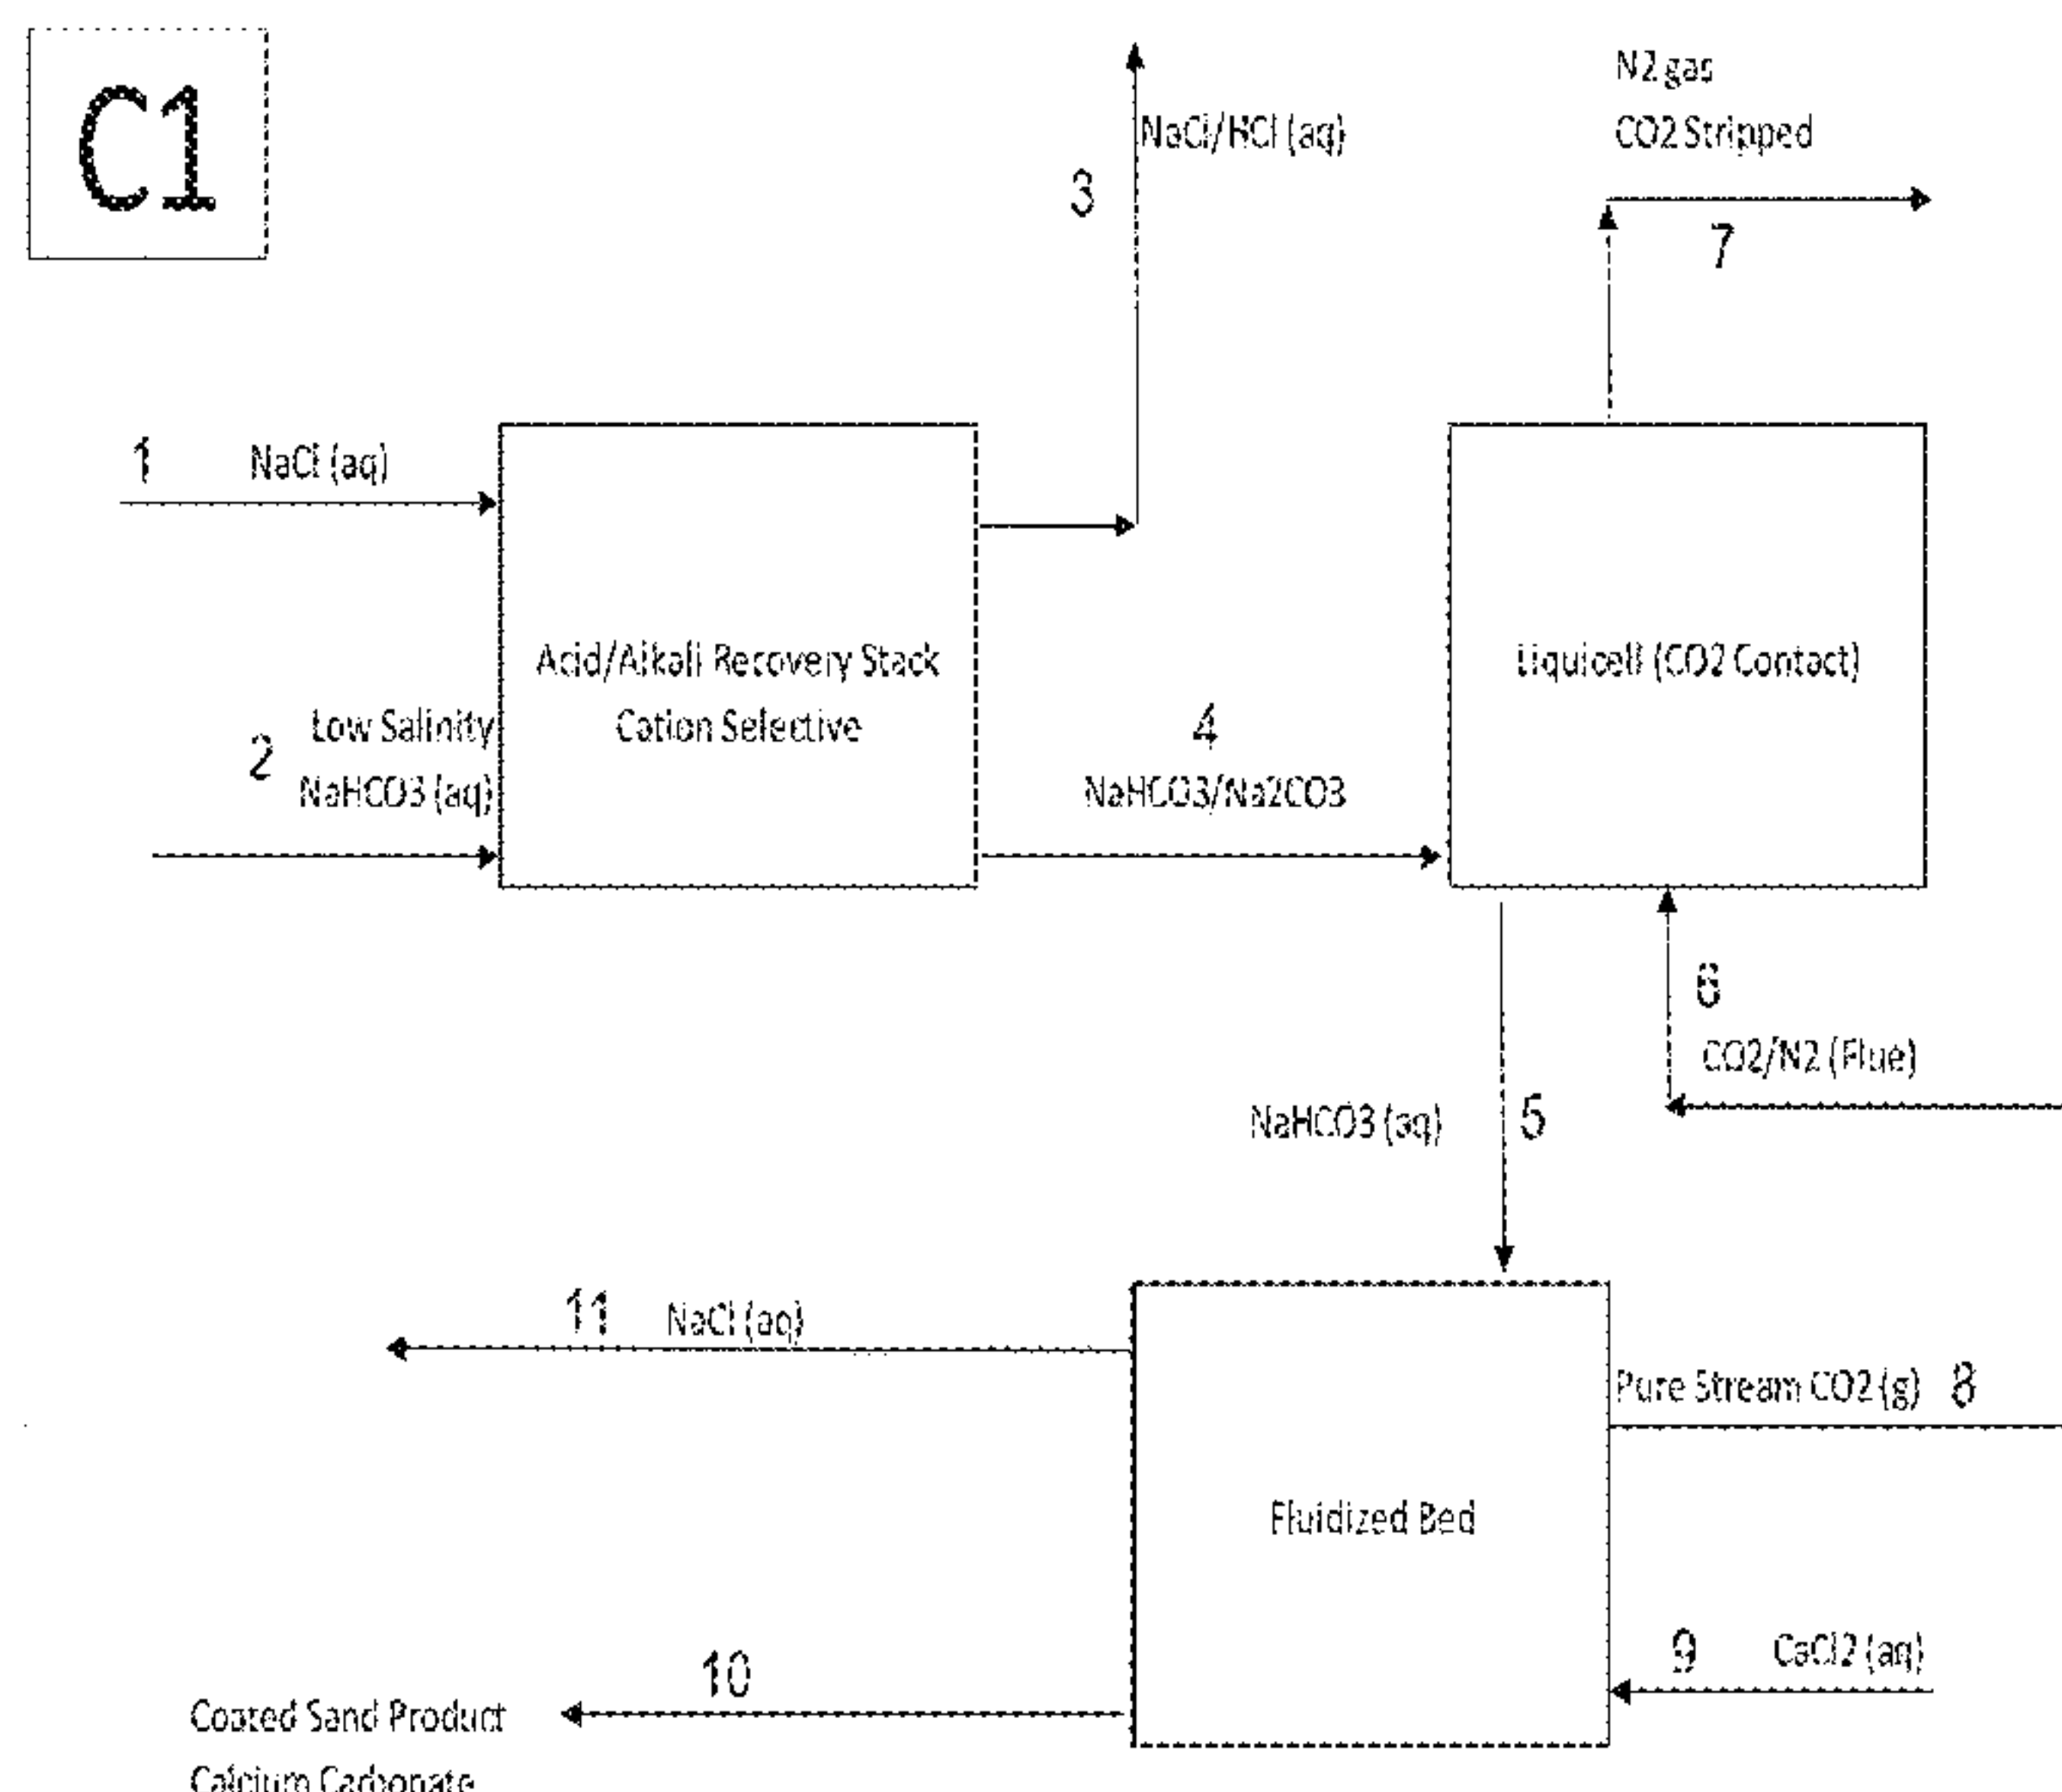 C1
N2 gas
CO2 Stripped
NaCl/HCl (aq)
3
7
1 NaCl (aq)
Acid/Alkali Recovery Stack
Cation Selective
Liquicell (CO2 Contact)
2 Low Salinity
NaHCO3 (aq)
4
NaHCO3/Na2CO3
6
CO2/N2 (Flue)
NaHCO3 (aq) 5
11 NaCl (aq)
Pure Stream CO2 (g) 8
Fluidized Bed
9 CaCl2 (aq)
10
Coated Sand Product
Calcium Carbonate